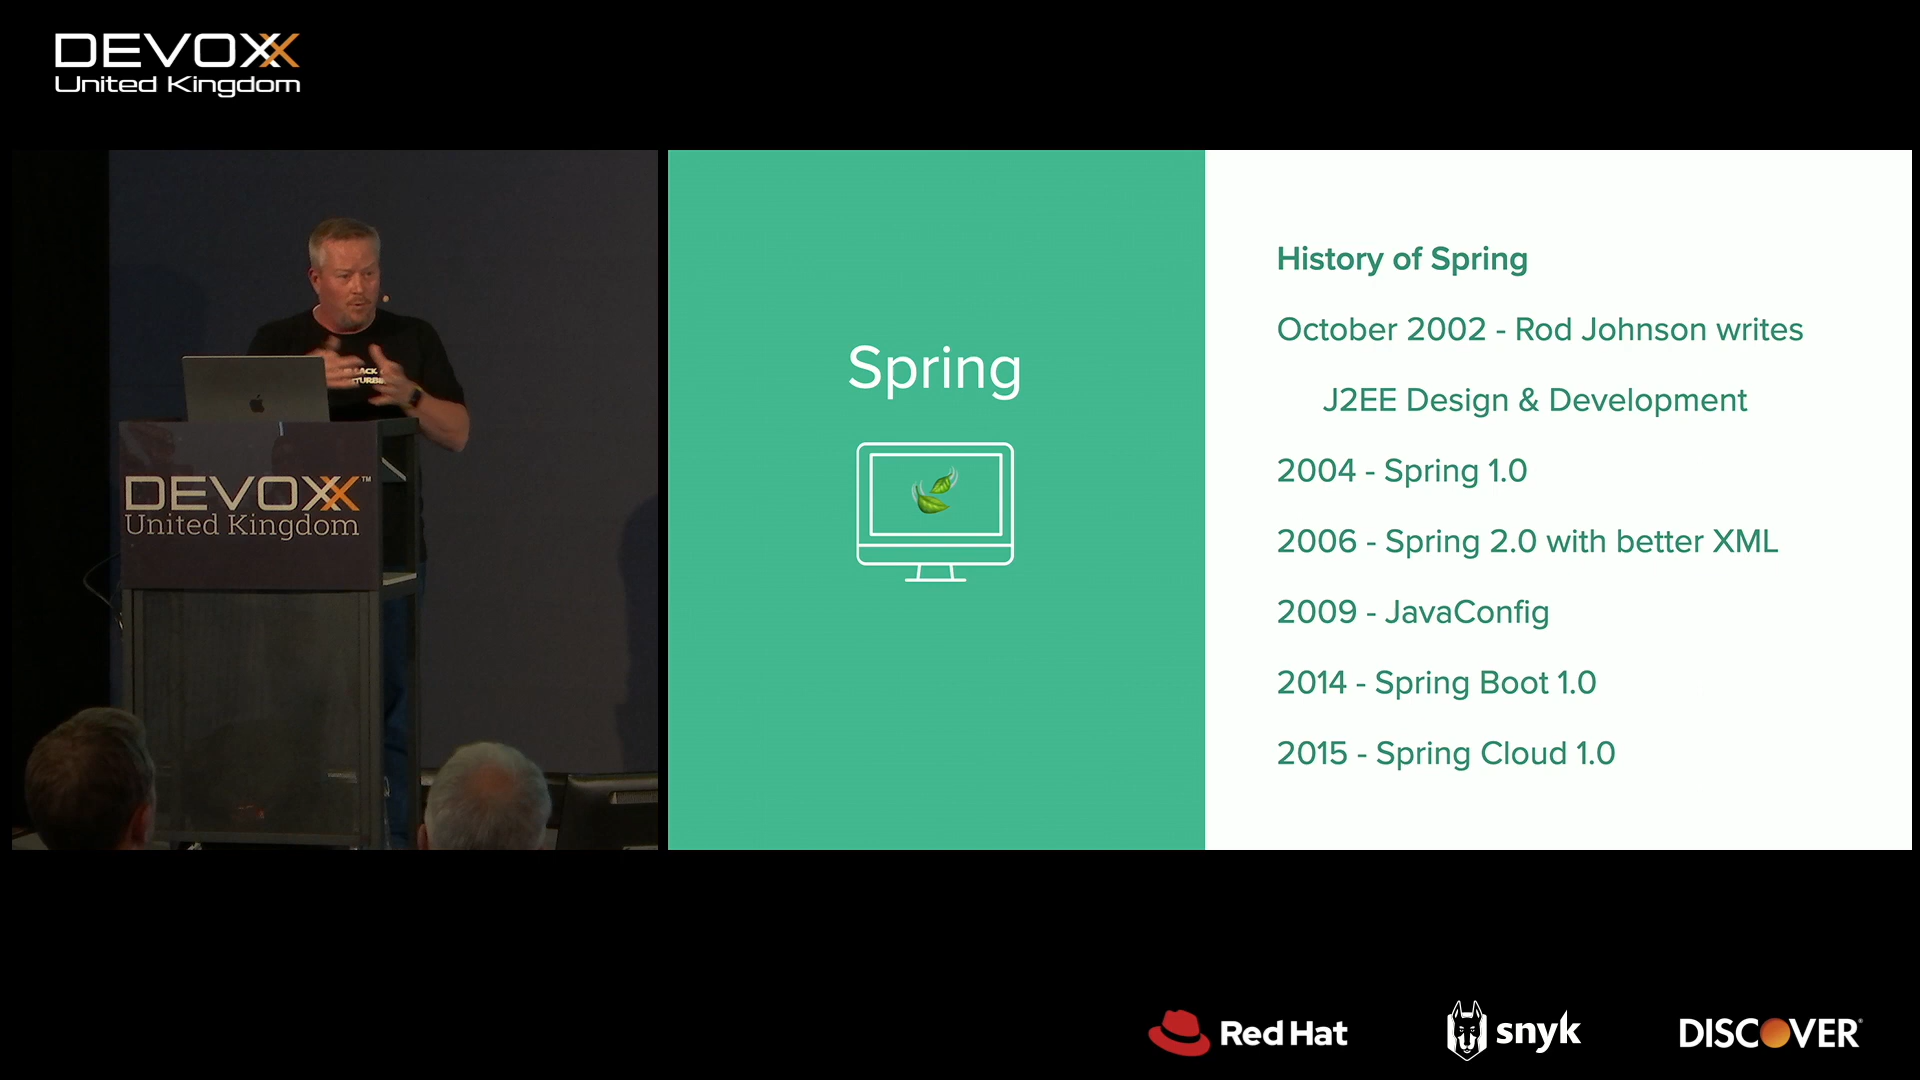 DEVOXX
United Kingdom
DEVOXX™
United Kingdom
Spring
History of Spring
October 2002 - Rod Johnson writes
J2EE Design & Development
2004 - Spring 1.0
2006 - Spring 2.0 with better XML
2009 - JavaConfig
2014 - Spring Boot 1.0
2015 - Spring Cloud 1.0
Red Hat
snyk
DISCOVER